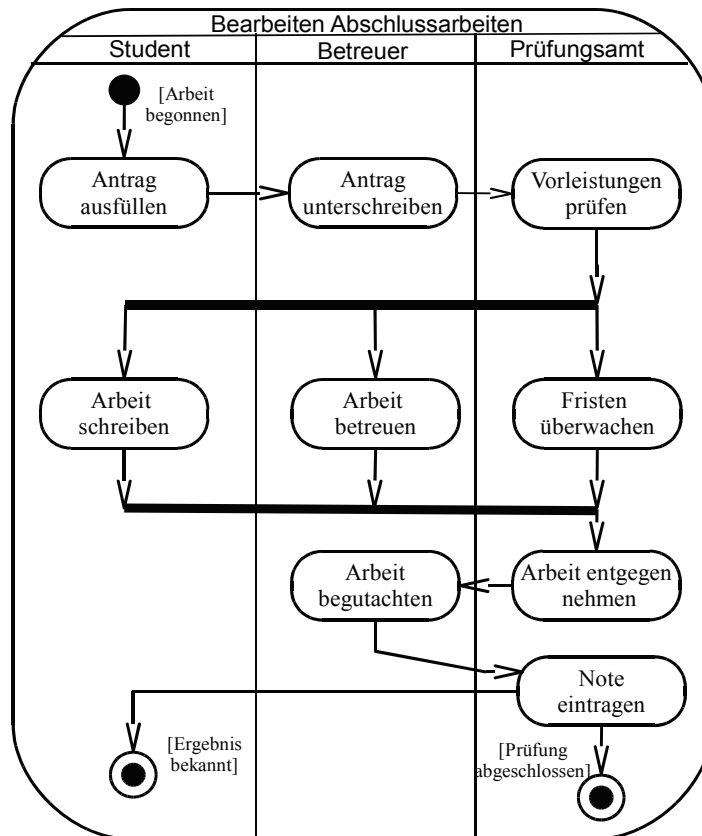 Bearbeiten Abschlussarbeiten
Student
Betreuer
Prüfungsamt
[Arbeit
begonnen]
Antrag
ausfüllen
Antrag
unterschreiben
Vorleistungen
prüfen
Arbeit
schreiben
Arbeit
betreuen
Fristen
überwachen
Arbeit entgegen
nehmen
Arbeit
begutachten
Note
eintragen
[Ergebnis
bekannt]
[Prüfung
abgeschlossen]